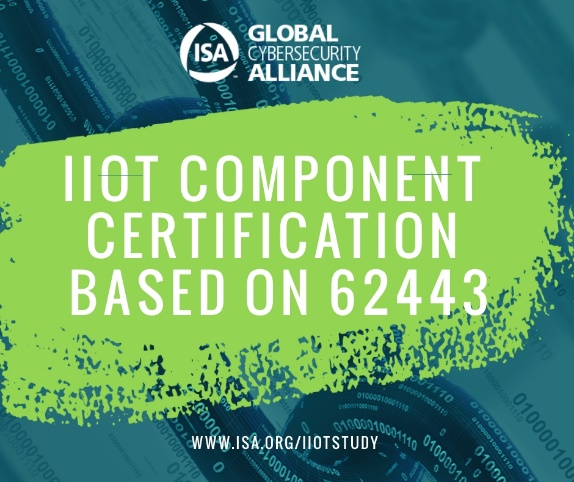 ISA
GLOBAL
CYBERSECURITY
ALLIANCE
IIOT COMPONENT
CERTIFICATION
BASED ON 62443
WWW.ISA.ORG/IIOTSTUDY